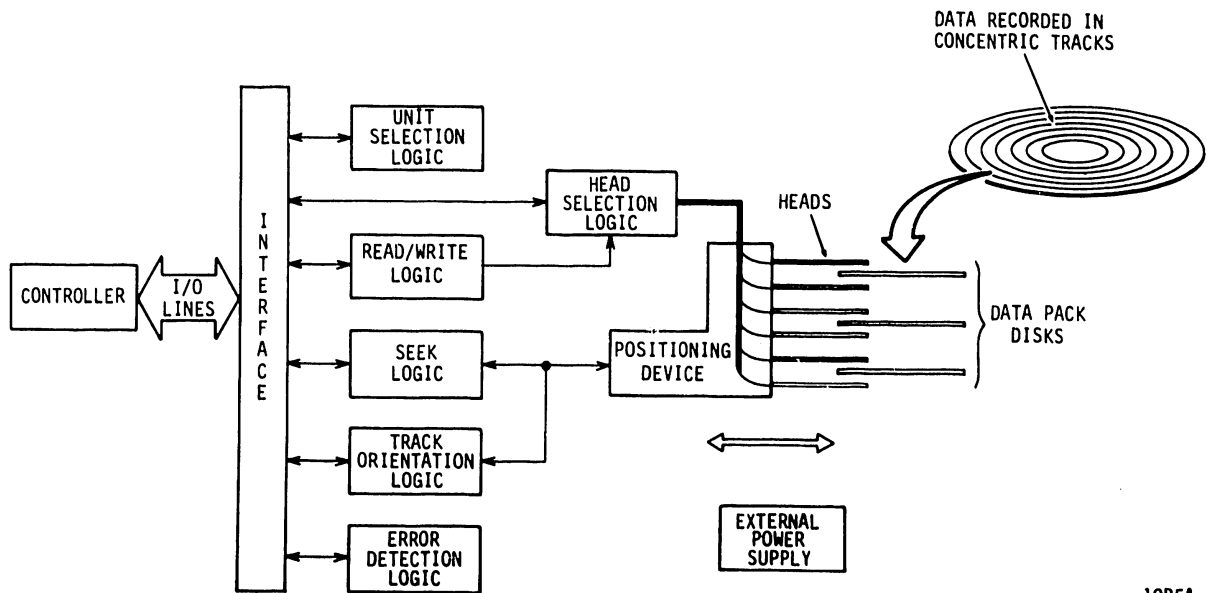 DATA RECORDED IN
CONCENTRIC TRACKS
UNIT
SELECTION
LOGIC
HEAD
SELECTION
LOGIC
HEADS
INTERFACE
READ/WRITE
LOGIC
CONTROLLER
I/O
LINES
DATA PACK
DISKS
SEEK
LOGIC
POSITIONING
DEVICE
TRACK
ORIENTATION
LOGIC
EXTERNAL
POWER
SUPPLY
ERROR
DETECTION
LOGIC